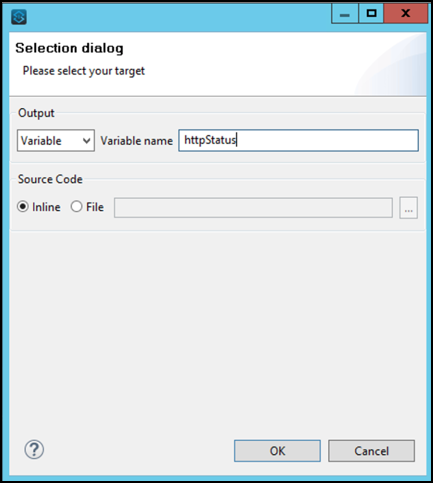 Selection dialog
Please select your target
Output
Variable Variable name httpStatus
Source Code
Inline File ...
? OK Cancel